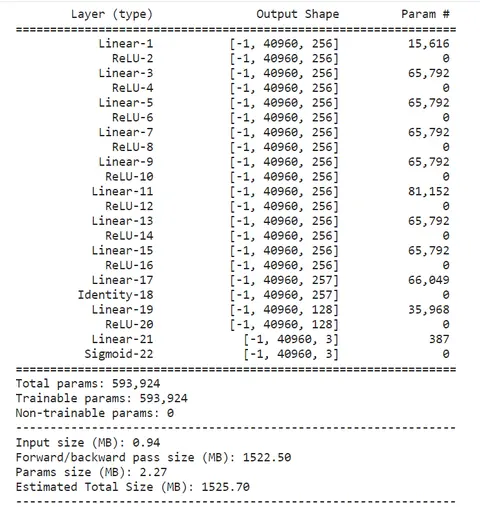 Layer (type) Output Shape Param #
================================================================
Linear-1 [-1, 40960, 256] 15,616
ReLU-2 [-1, 40960, 256] 0
Linear-3 [-1, 40960, 256] 65,792
ReLU-4 [-1, 40960, 256] 0
Linear-5 [-1, 40960, 256] 65,792
ReLU-6 [-1, 40960, 256] 0
Linear-7 [-1, 40960, 256] 65,792
ReLU-8 [-1, 40960, 256] 0
Linear-9 [-1, 40960, 256] 65,792
ReLU-10 [-1, 40960, 256] 0
Linear-11 [-1, 40960, 256] 81,152
ReLU-12 [-1, 40960, 256] 0
Linear-13 [-1, 40960, 256] 65,792
ReLU-14 [-1, 40960, 256] 0
Linear-15 [-1, 40960, 256] 65,792
ReLU-16 [-1, 40960, 256] 0
Linear-17 [-1, 40960, 257] 66,049
Identity-18 [-1, 40960, 257] 0
Linear-19 [-1, 40960, 128] 35,968
ReLU-20 [-1, 40960, 128] 0
Linear-21 [-1, 40960, 3] 387
Sigmoid-22 [-1, 40960, 3] 0
================================================================
Total params: 593,924
Trainable params: 593,924
Non-trainable params: 0
----------------------------------------------------------------
Input size (MB): 0.94
Forward/backward pass size (MB): 1522.50
Params size (MB): 2.27
Estimated Total Size (MB): 1525.70
----------------------------------------------------------------